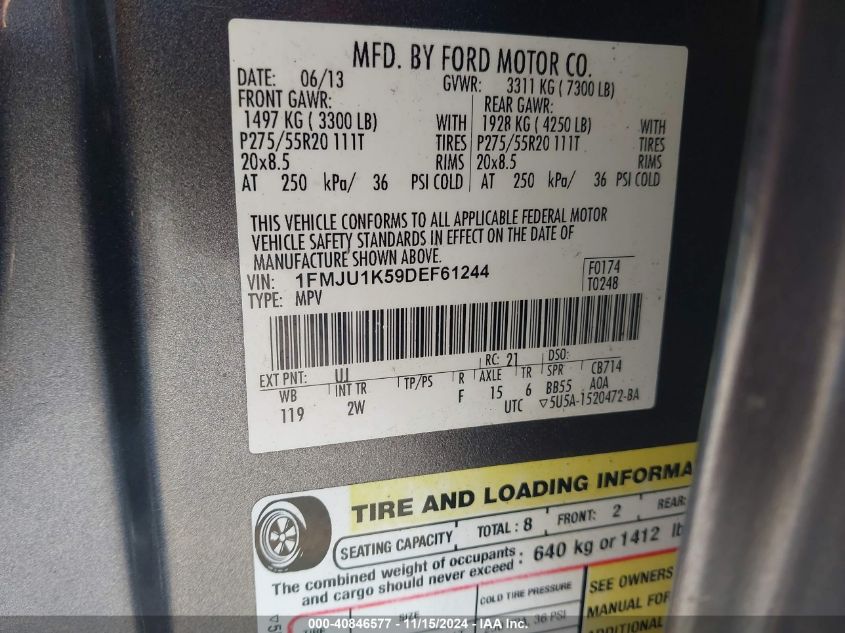 MFD. BY FORD MOTOR CO.
DATE: 06/13 GVWR: 3311 KG ( 7300 LB)
FRONT GAWR: REAR GAWR:
1497 KG ( 3300 LB) WITH 1928 KG ( 4250 LB) WITH
P275/55R20 111T TIRES P275/55R20 111T TIRES
20x8.5 RIMS 20x8.5 RIMS
AT 250 kPa/ 36 PSI COLD AT 250 kPa/ 36 PSI COLD
THIS VEHICLE CONFORMS TO ALL APPLICABLE FEDERAL MOTOR
VEHICLE SAFETY STANDARDS IN EFFECT ON THE DATE OF
MANUFACTURE SHOWN ABOVE.
VIN: 1FMJU1K59DEF61244 F0174
TYPE: MPV T0248
EXT PNT: UJ RC: 21 DSO:
WB INT TR TP/PS R AXLE TR SPR CB714
119 2W F 15 6 BB55 A0A
UTC ▽5U5A-1520472-BA
TIRE AND LOADING INFORMA
SEATING CAPACITY TOTAL: 8 FRONT: 2 REAR:
The combined weight of occupants : 640 kg or 1412 lb
and cargo should never exceed :
COLD TIRE PRESSURE SEE OWNERS
SIZE 36 PSI MANUAL FOR
ADDITIONAL
000-40846577 - 11/15/2024 - IAA Inc.